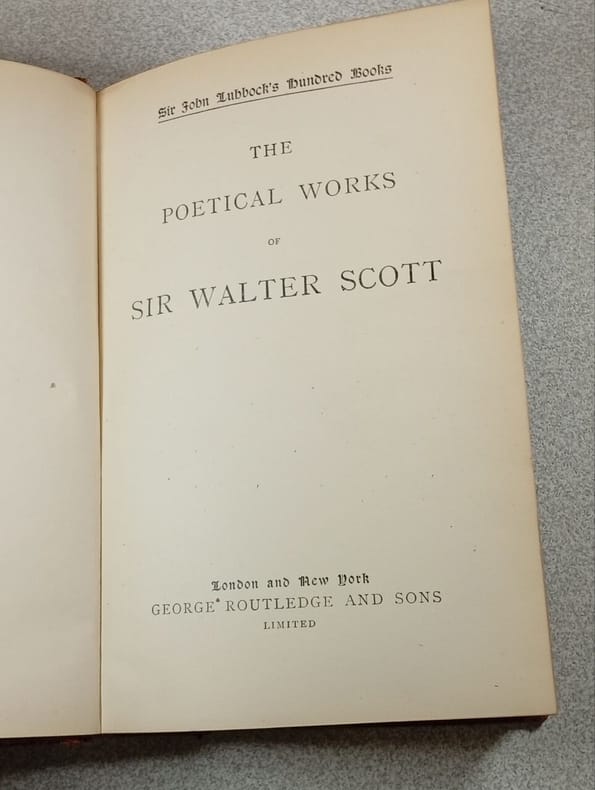 Sir John Lubbock's Hundred Books
THE
POETICAL WORKS
OF
SIR WALTER SCOTT
London and New York
GEORGE ROUTLEDGE AND SONS
LIMITED